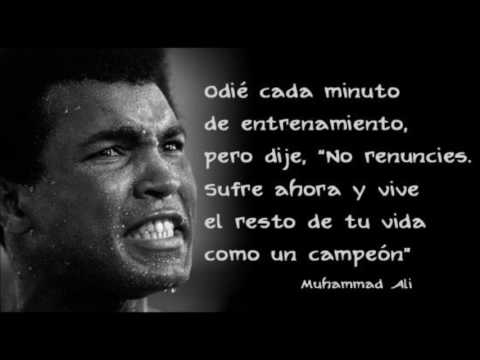 Odié cada minuto
de entrenamiento,
pero dije, "No renuncies.
Sufre ahora y vive
el resto de tu vida
como un campeón"
Muhammad Ali